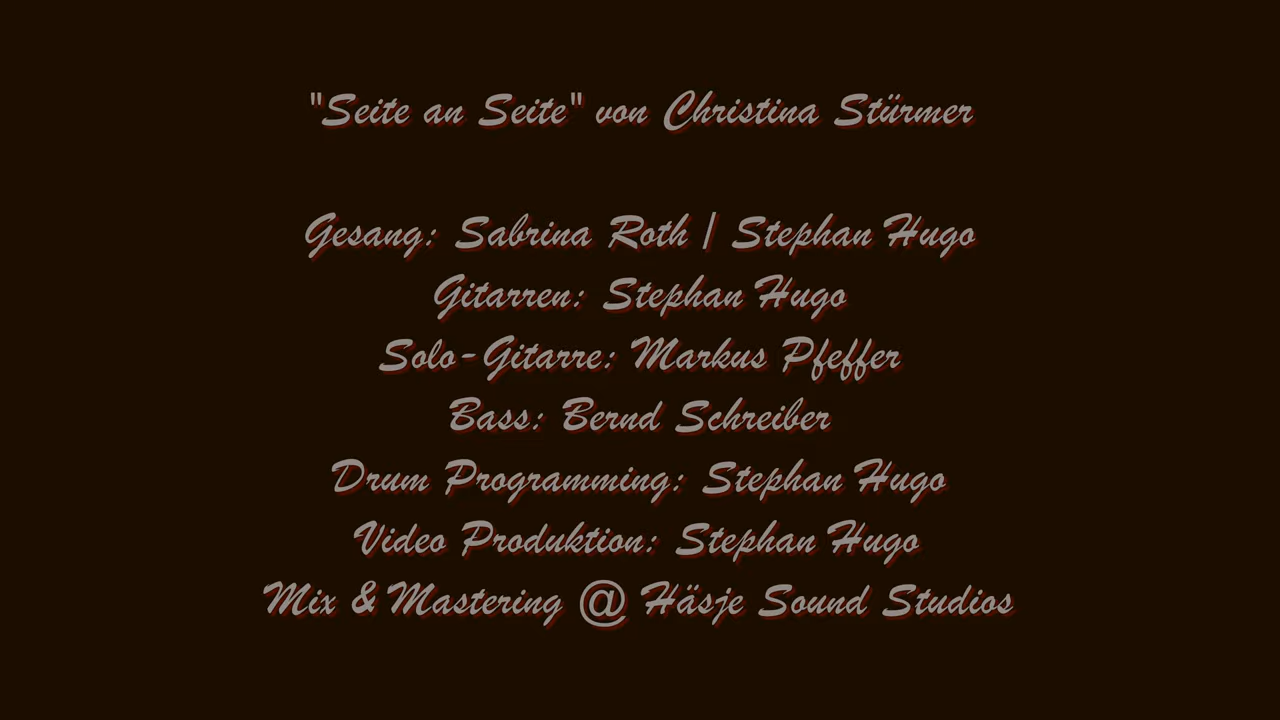 "Seite an Seite" von Christina Stürmer
Gesang: Sabrina Roth | Stephan Hugo
Gitarren: Stephan Hugo
Solo-Gitarre: Markus Pfeffer
Bass: Bernd Schreiber
Drum Programming: Stephan Hugo
Video Produktion: Stephan Hugo
Mix & Mastering @ Häsje Sound Studios